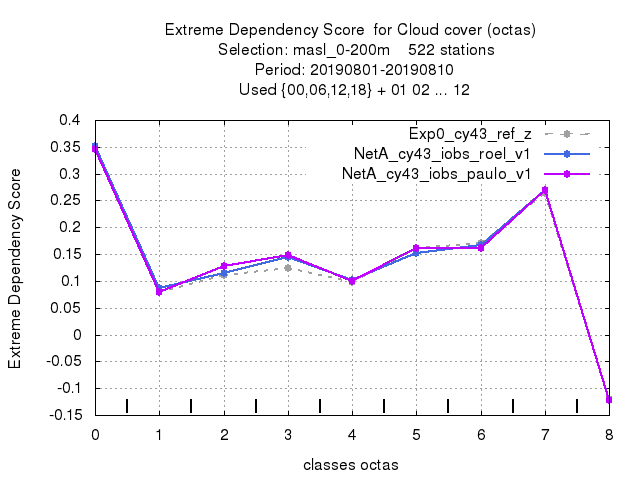 Extreme Dependency Score  for Cloud cover (octas)
Selection: masl_0-200m    522 stations
Period: 20190801-20190810
Used {00,06,12,18} + 01 02 ... 12
Exp0_cy43_ref_z
NetA_cy43_iobs_roel_v1
NetA_cy43_iobs_paulo_v1
Extreme Dependency Score
0.4
0.35
0.3
0.25
0.2
0.15
0.1
0.05
0
-0.05
-0.1
-0.15
0 1 2 3 4 5 6 7 8
classes octas